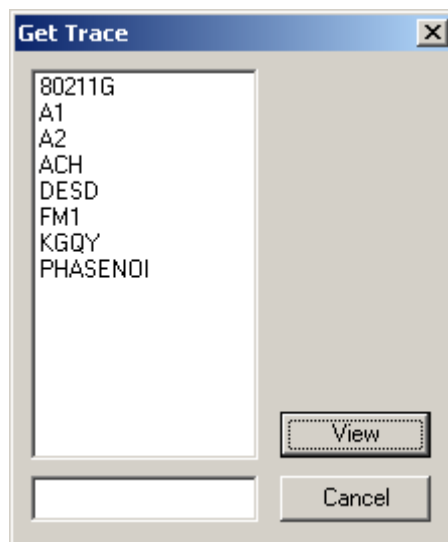 Get Trace
80211G
A1
A2
ACH
DESD
FM1
KGQY
PHASENOI
View
Cancel